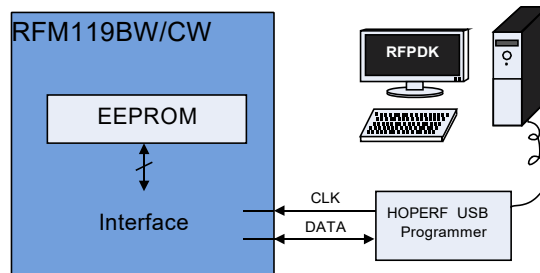 RFM119BW/CW
EEPROM
Interface
RFPDK
CLK
DATA
HOPERF USB
Programmer